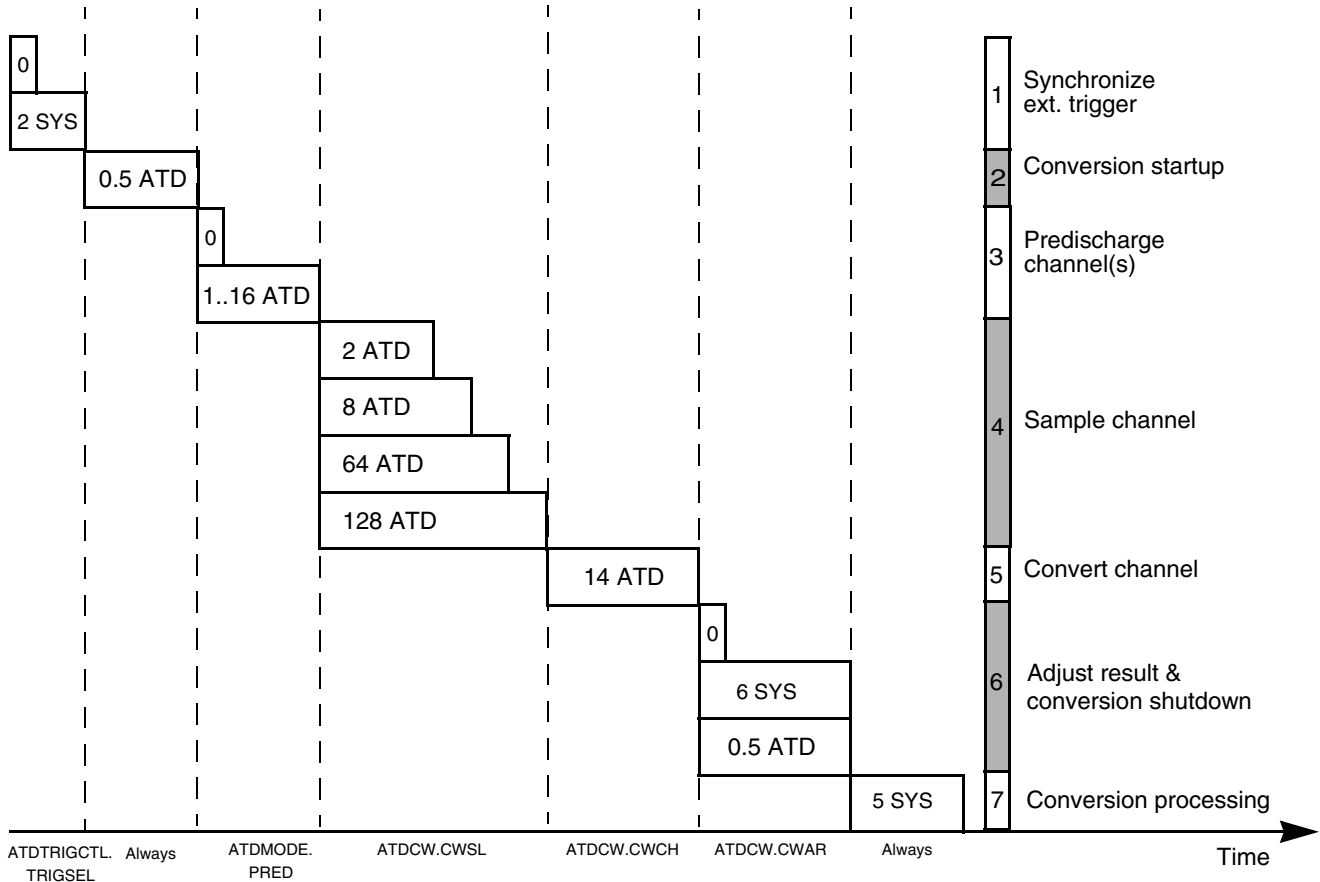 0
2 SYS
0.5 ATD
0
1..16 ATD
2 ATD
8 ATD
64 ATD
128 ATD
14 ATD
0
6 SYS
0.5 ATD
5 SYS
1
Synchronize
ext. trigger
2
Conversion startup
3
Predischarge
channel(s)
4
Sample channel
5
Convert channel
6
Adjust result &
conversion shutdown
7
Conversion processing
ATDTRIGCTL.
TRIGSEL
Always
ATDMODE.
PRED
ATDCW.CWSL
ATDCW.CWCH
ATDCW.CWAR
Always
Time